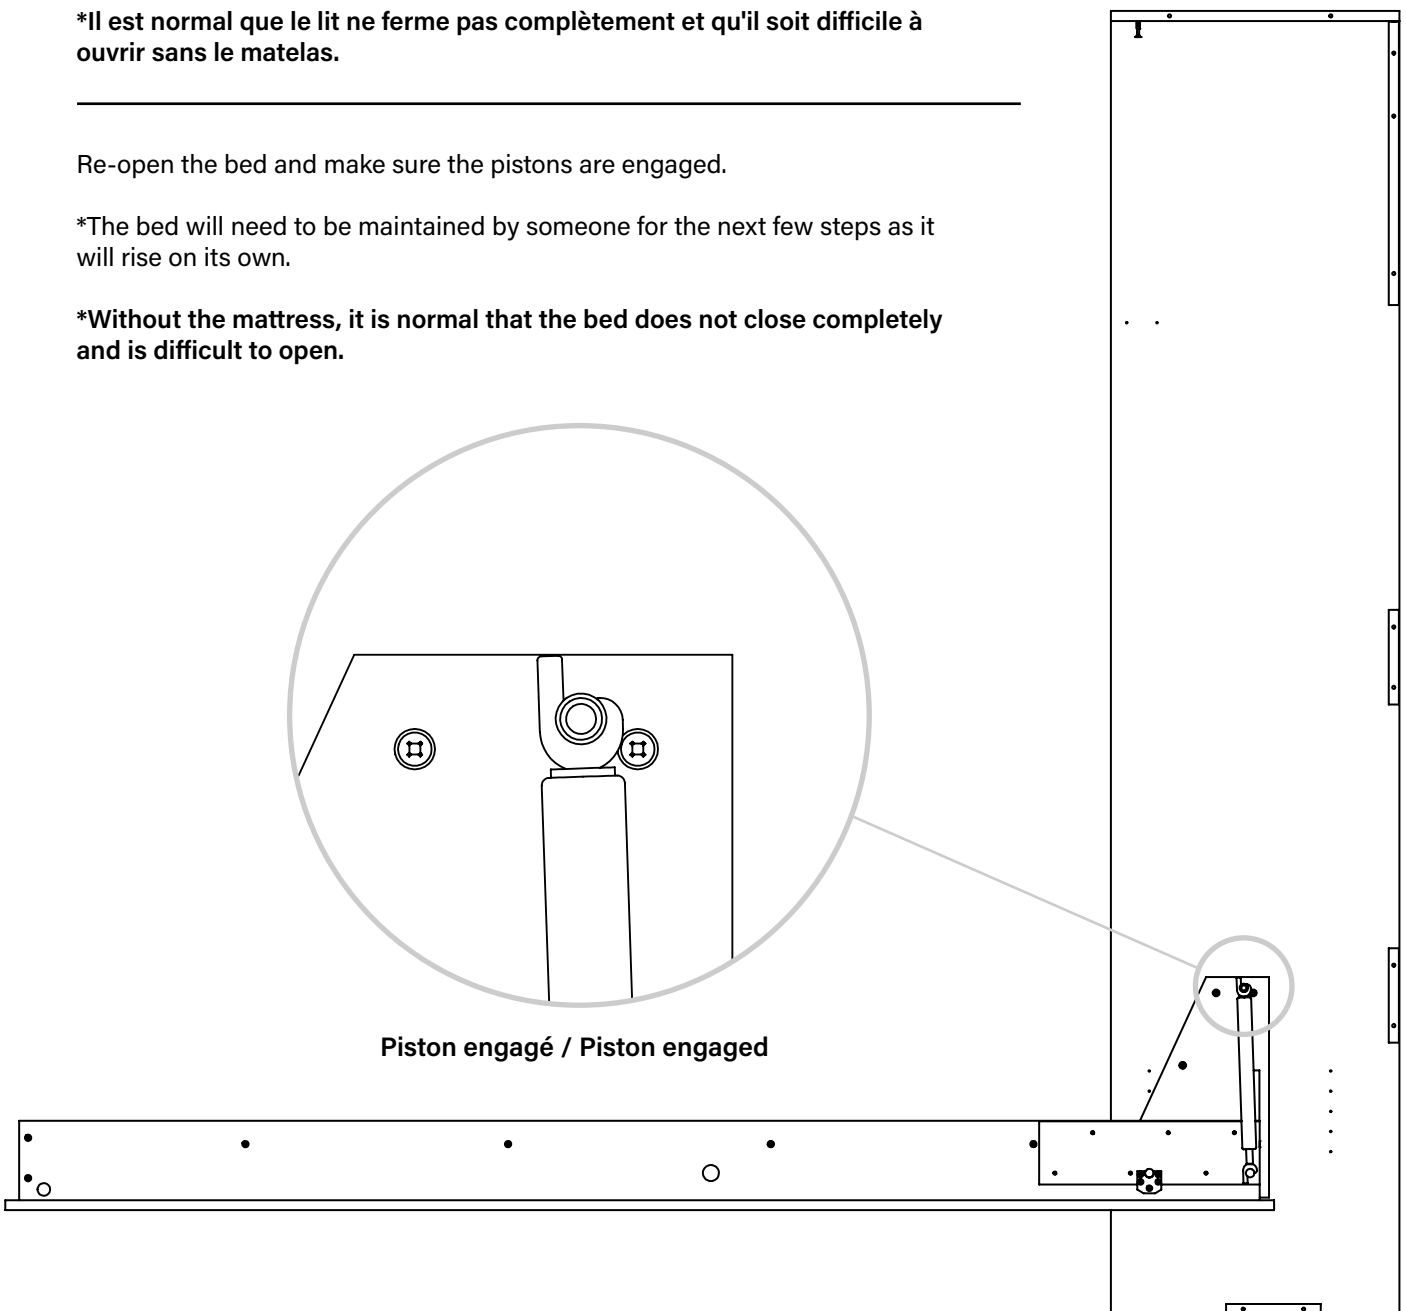 *Il est normal que le lit ne ferme pas complètement et qu'il soit difficile à
ouvrir sans le matelas.
Re-open the bed and make sure the pistons are engaged.
*The bed will need to be maintained by someone for the next few steps as it
will rise on its own.
*Without the mattress, it is normal that the bed does not close completely
and is difficult to open.
Piston engagé / Piston engaged